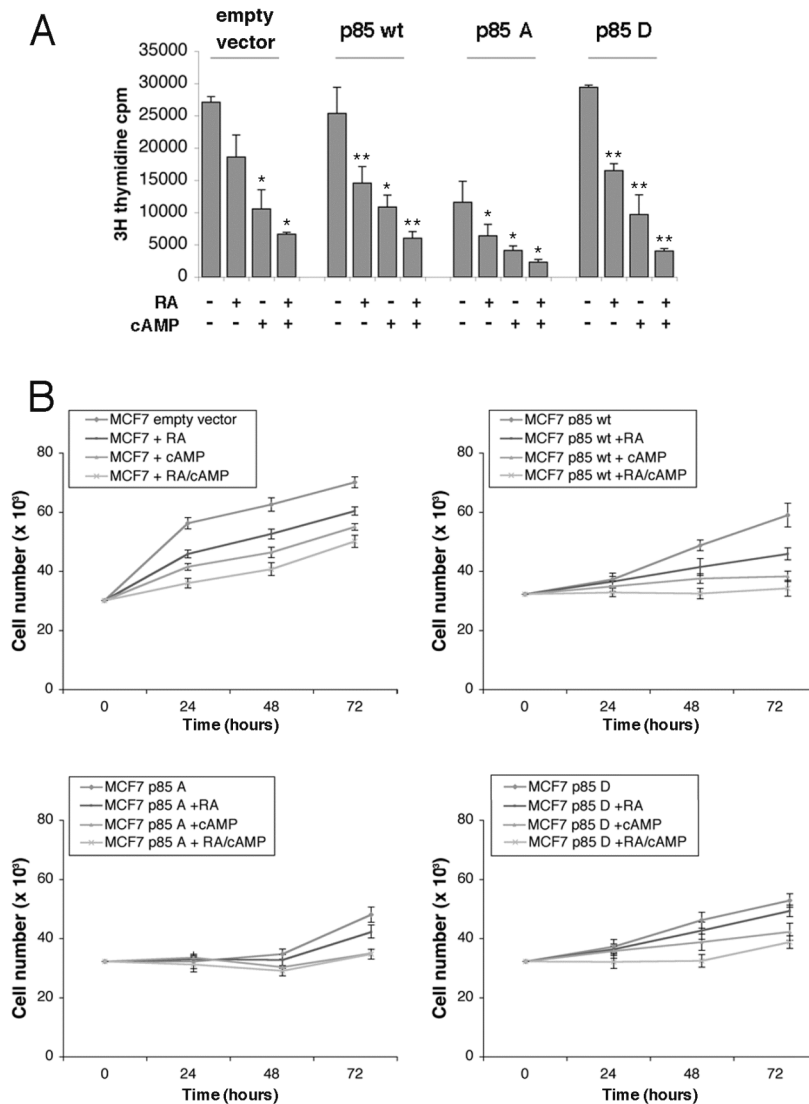 A
empty vector
p85 wt
p85 A
p85 D
3H thymidine cpm
35000
30000
25000
20000
15000
10000
5000
0
*
*
**
*
**
*
*
*
**
**
**
RA - + - + - + - + - + - + - + - +
cAMP - - + + - - + + - - + + - - + +
B
MCF7 empty vector
MCF7 + RA
MCF7 + cAMP
MCF7 + RA/cAMP
Cell number (x 10³)
80
60
40
20
0
0 24 48 72
Time (hours)
MCF7 p85 wt
MCF7 p85 wt +RA
MCF7 p85 wt + cAMP
MCF7 p85 wt +RA/cAMP
Cell number (x 10³)
80
60
40
20
0
0 24 48 72
Time (hours)
MCF7 p85 A
MCF7 p85 A +RA
MCF7 p85 A +cAMP
MCF7 p85 A + RA/cAMP
Cell number (x 10³)
80
60
40
20
0
0 24 48 72
Time (hours)
MCF7 p85 D
MCF7 p85 D +RA
MCF7 p85 D +cAMP
MCF7 p85 D +RA/cAMP
Cell number (x 10³)
80
60
40
20
0
0 24 48 72
Time (hours)